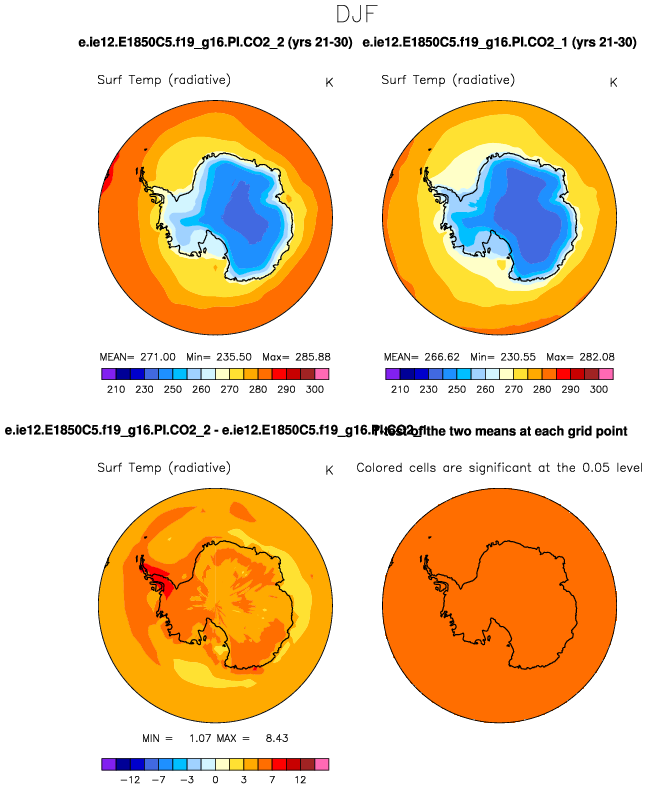 DJF
e.ie12.E1850C5.f19_g16.PI.CO2_2 (yrs 21-30) e.ie12.E1850C5.f19_g16.PI.CO2_1 (yrs 21-30)
Surf Temp (radiative) K Surf Temp (radiative) K
MEAN= 271.00 Min= 235.50 Max= 285.88 MEAN= 266.62 Min= 230.55 Max= 282.08
210 230 250 260 270 280 290 300 210 230 250 260 270 280 290 300
e.ie12.E1850C5.f19_g16.PI.CO2_2 - e.ie12.E1850C5.f19_g16.PI.CO2_1 T-test of the two means at each grid point
Surf Temp (radiative) K Colored cells are significant at the 0.05 level
MIN = 1.07 MAX = 8.43
-12 -7 -3 0 3 7 12